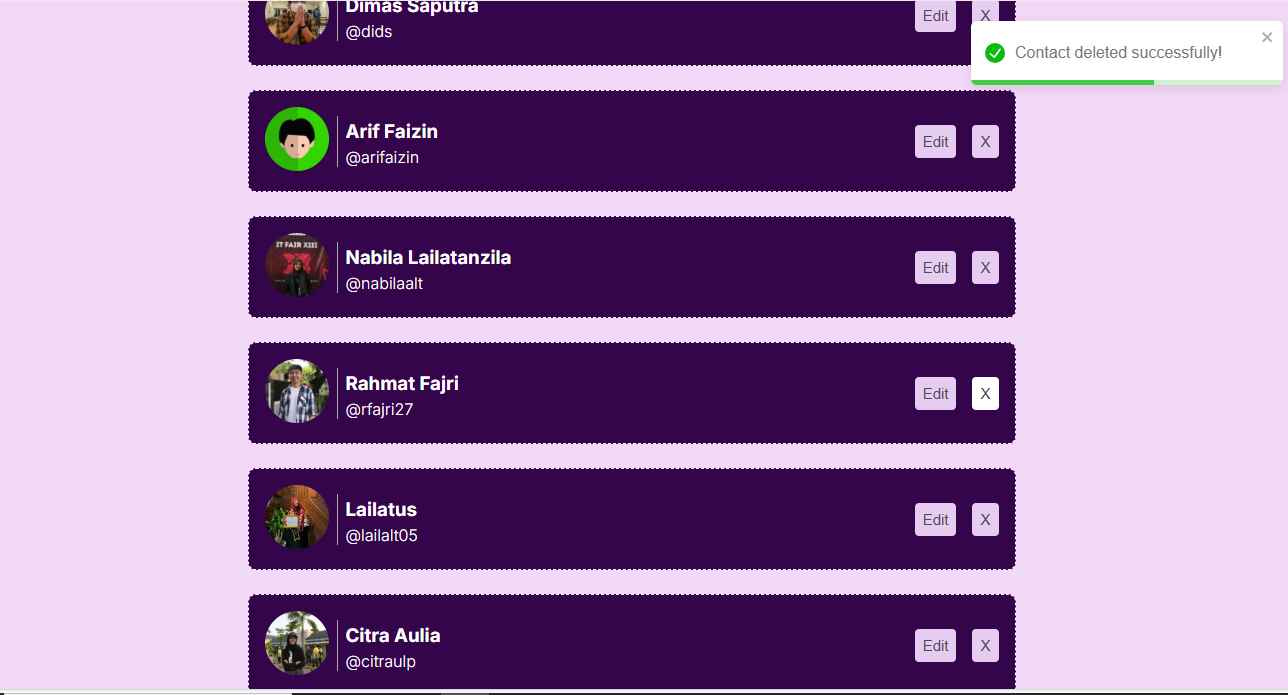 Dimas Saputra
@dids
Edit
X
Contact deleted successfully!
Arif Faizin
@arifaizin
Edit
X
IT FAIR XIII
Nabila Lailatanzila
@nabilaalt
Edit
X
Rahmat Fajri
@rfajri27
Edit
X
Lailatus
@lailalt05
Edit
X
Citra Aulia
@citraulp
Edit
X